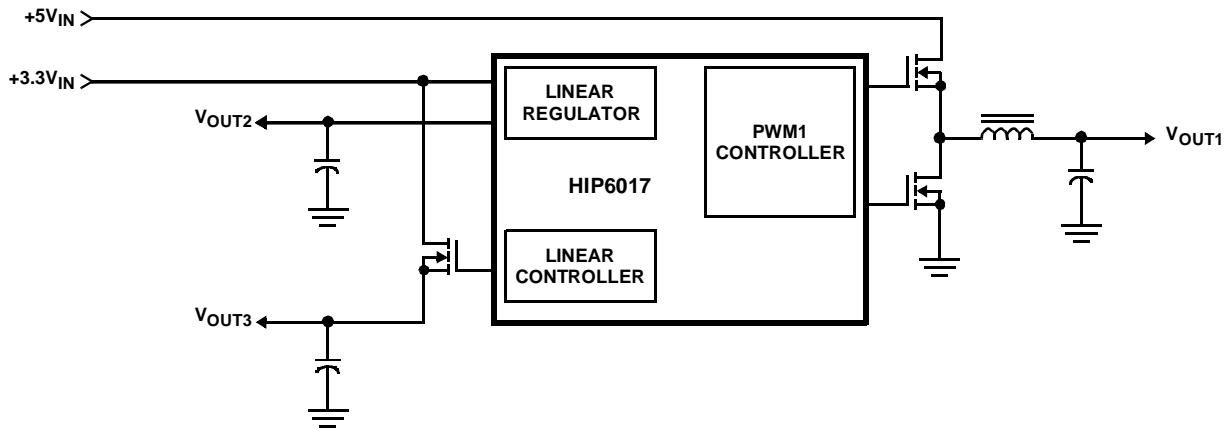 +5VIN
+3.3VIN
LINEAR
REGULATOR
PWM1
CONTROLLER
VOUT2
VOUT1
HIP6017
LINEAR
CONTROLLER
VOUT3